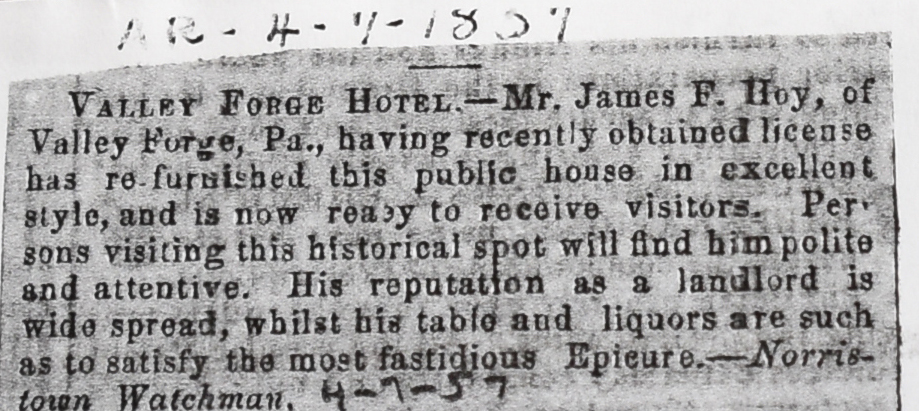 AR-4-7-1857
VALLEY FORGE HOTEL.—Mr. James F. Hoy, of
Valley Forge, Pa., having recently obtained license
has re-furnished this public house in excellent
style, and is now ready to receive visitors. Per-
sons visiting this historical spot will find him polite
and attentive. His reputation as a landlord is
wide spread, whilst his table and liquors are such
as to satisfy the most fastidious Epicure.—Norris-
town Watchman. 4-7-57